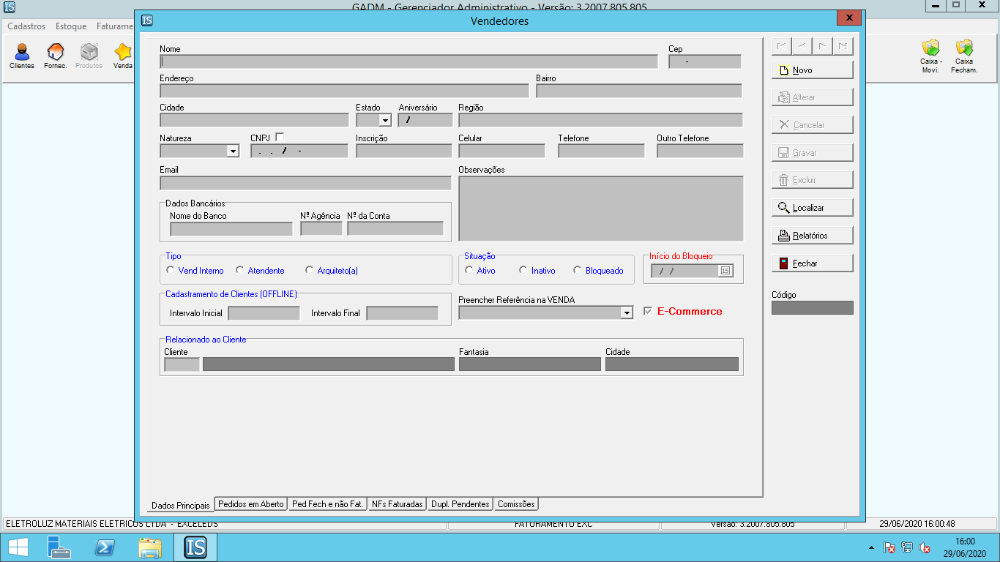 GADM - Gerenciador Administrativo - Versão: 3.2007.805.805
IS
Vendedores
Cadastros Estoque Faturame
Clientes Fornec. Produtos Venda
Caixa - Movi. Caixa Fecham.
Nome Cep
-
Endereço Bairro
Cidade Estado Aniversário Região
/
Natureza CNPJ Inscrição Celular Telefone Outro Telefone
. . / -
Email Observações
Dados Bancários
Nome do Banco Nº Agência Nº da Conta
Tipo Situação Início do Bloqueio
Vend Interno Atendente Arquiteto(a) Ativo Inativo Bloqueado / / 15
Cadastramento de Clientes (OFFLINE)
Intervalo Inicial Intervalo Final
Preencher Referência na VENDA
E-Commerce
Relacionado ao Cliente
Cliente Fantasia Cidade
Novo
Alterar
Cancelar
Gravar
Excluir
Localizar
Relatórios
Fechar
Código
Dados Principais Pedidos em Aberto Ped Fech e não Fat. NFs Faturadas Dupl. Pendentes Comissões
ELETROLUZ MATERIAIS ELETRICOS LTDA - EXCELEDS FATURAMENTO EXC Versão: 3.2007.805.805 29/06/2020 16:00:48
IS
16:00
29/06/2020